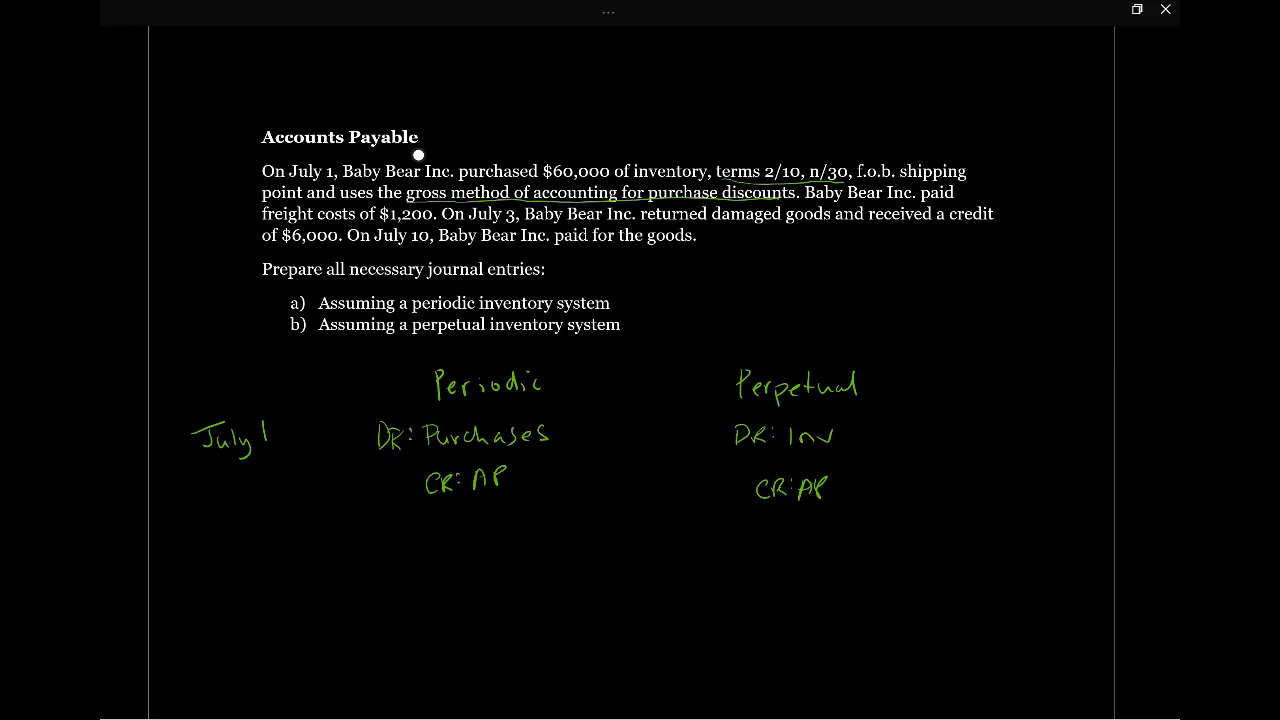 Accounts Payable
On July 1, Baby Bear Inc. purchased $60,000 of inventory, terms 2/10, n/30, f.o.b. shipping
point and uses the gross method of accounting for purchase discounts. Baby Bear Inc. paid
freight costs of $1,200. On July 3, Baby Bear Inc. returned damaged goods and received a credit
of $6,000. On July 10, Baby Bear Inc. paid for the goods.
Prepare all necessary journal entries:
a) Assuming a periodic inventory system
b) Assuming a perpetual inventory system
Periodic Perpetual
July 1 DR: Purchases DR: Inv
CR: AP CR: AP